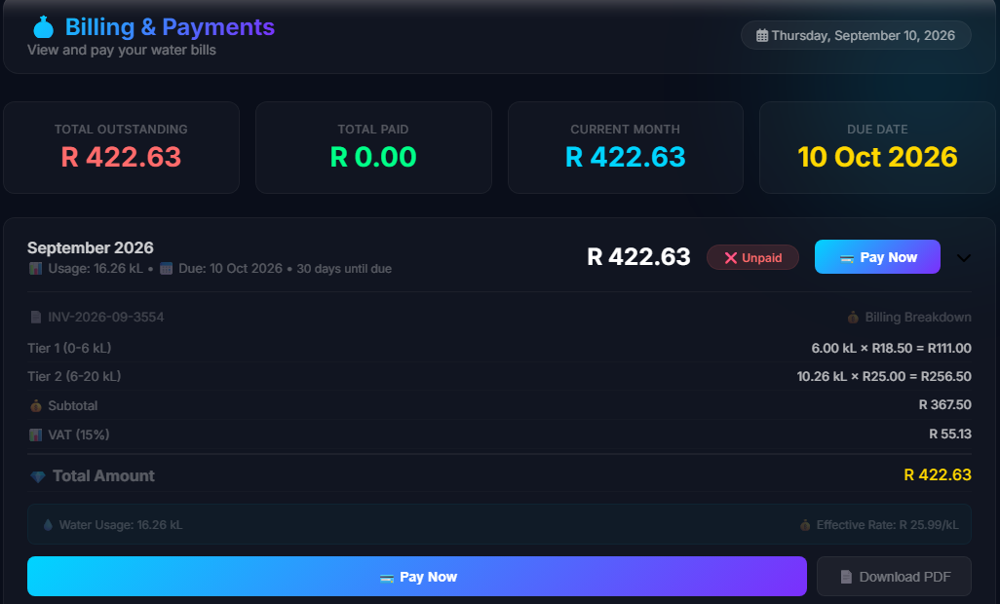 Billing & Payments
View and pay your water bills
Thursday, September 10, 2026
TOTAL OUTSTANDING
R 422.63
TOTAL PAID
R 0.00
CURRENT MONTH
R 422.63
DUE DATE
10 Oct 2026
September 2026
Usage: 16.26 kL • Due: 10 Oct 2026 • 30 days until due
R 422.63
Unpaid
Pay Now
INV-2026-09-3554
Billing Breakdown
Tier 1 (0-6 kL)
6.00 kL × R18.50 = R111.00
Tier 2 (6-20 kL)
10.26 kL × R25.00 = R256.50
Subtotal
R 367.50
VAT (15%)
R 55.13
Total Amount
R 422.63
Water Usage: 16.26 kL
Effective Rate: R 25.99/kL
Pay Now
Download PDF